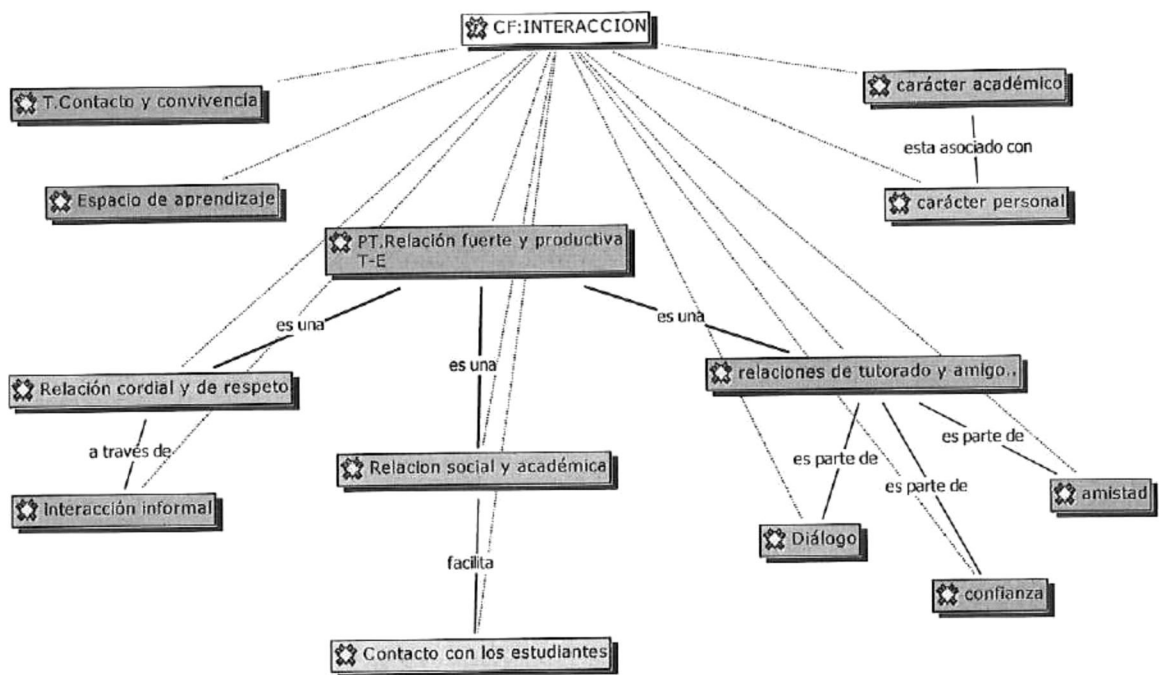 CF:INTERACCION
T.Contacto y convivencia
carácter académico
esta asociado con
Espacio de aprendizaje
carácter personal
PT.Relación fuerte y productiva
T-E
es una
es una
es una
Relación cordial y de respeto
relaciones de tutorado y amigo..
a través de
Relacion social y académica
es parte de
es parte de
es parte de
Interacción informal
amistad
Diálogo
facilita
confianza
Contacto con los estudiantes